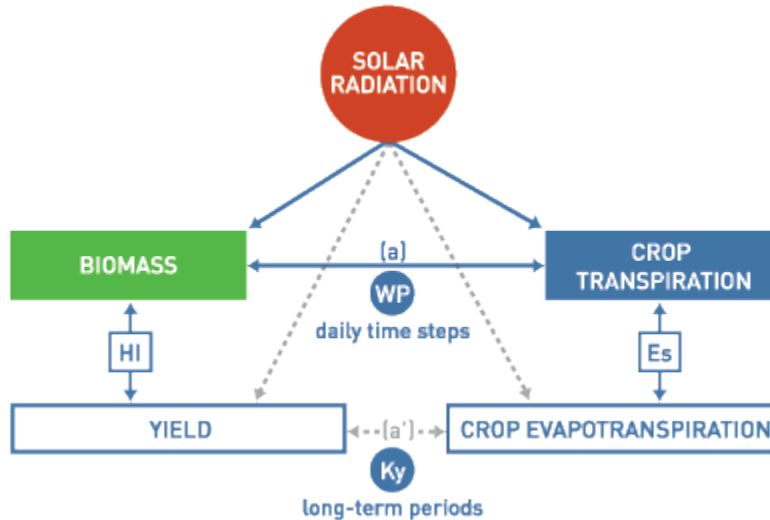 SOLAR
RADIATION
BIOMASS
(a)
CROP
TRANSPIRATION
WP
daily time steps
HI
Es
YIELD
(a')
CROP EVAPOTRANSPIRATION
Ky
long-term periods